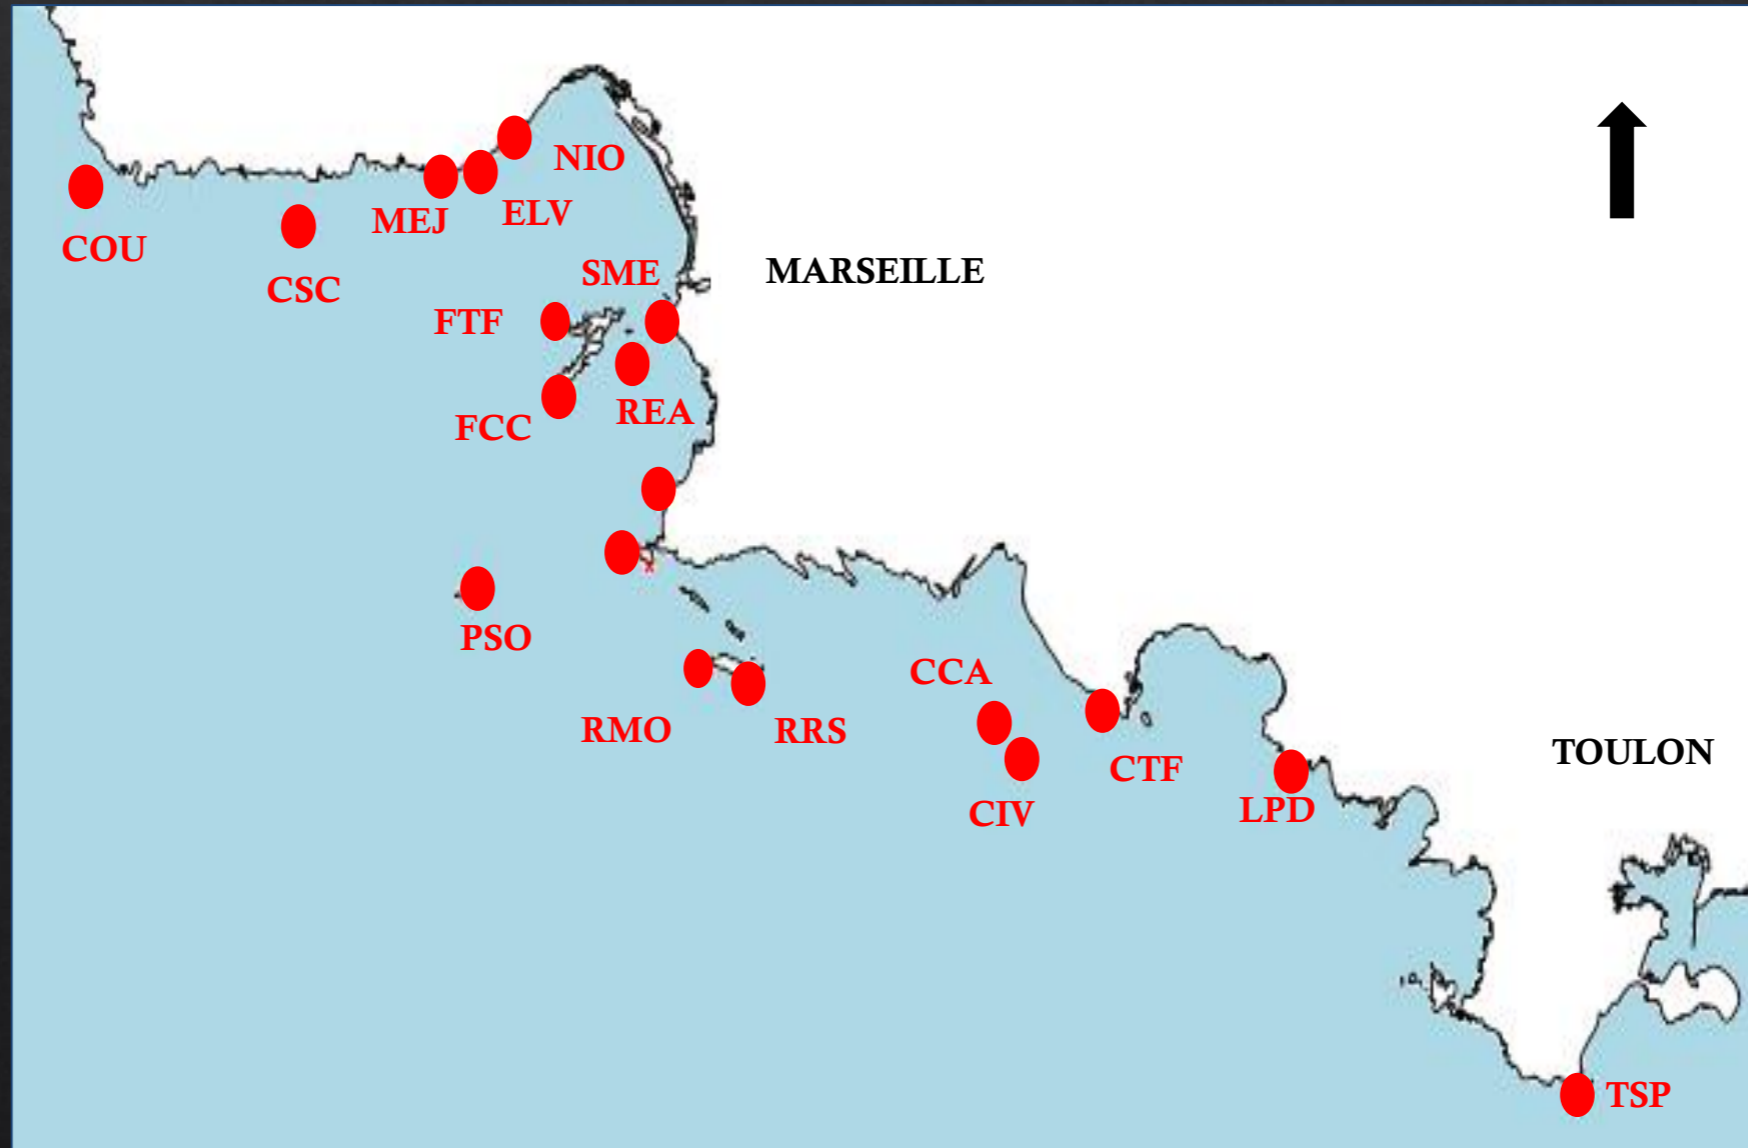 NIO
MEJ
ELV
COU
CSC
SME
MARSEILLE
FTF
REA
FCC
x
PSO
CCA
RMO
RRS
CTF
TOULON
CIV
LPD
TSP